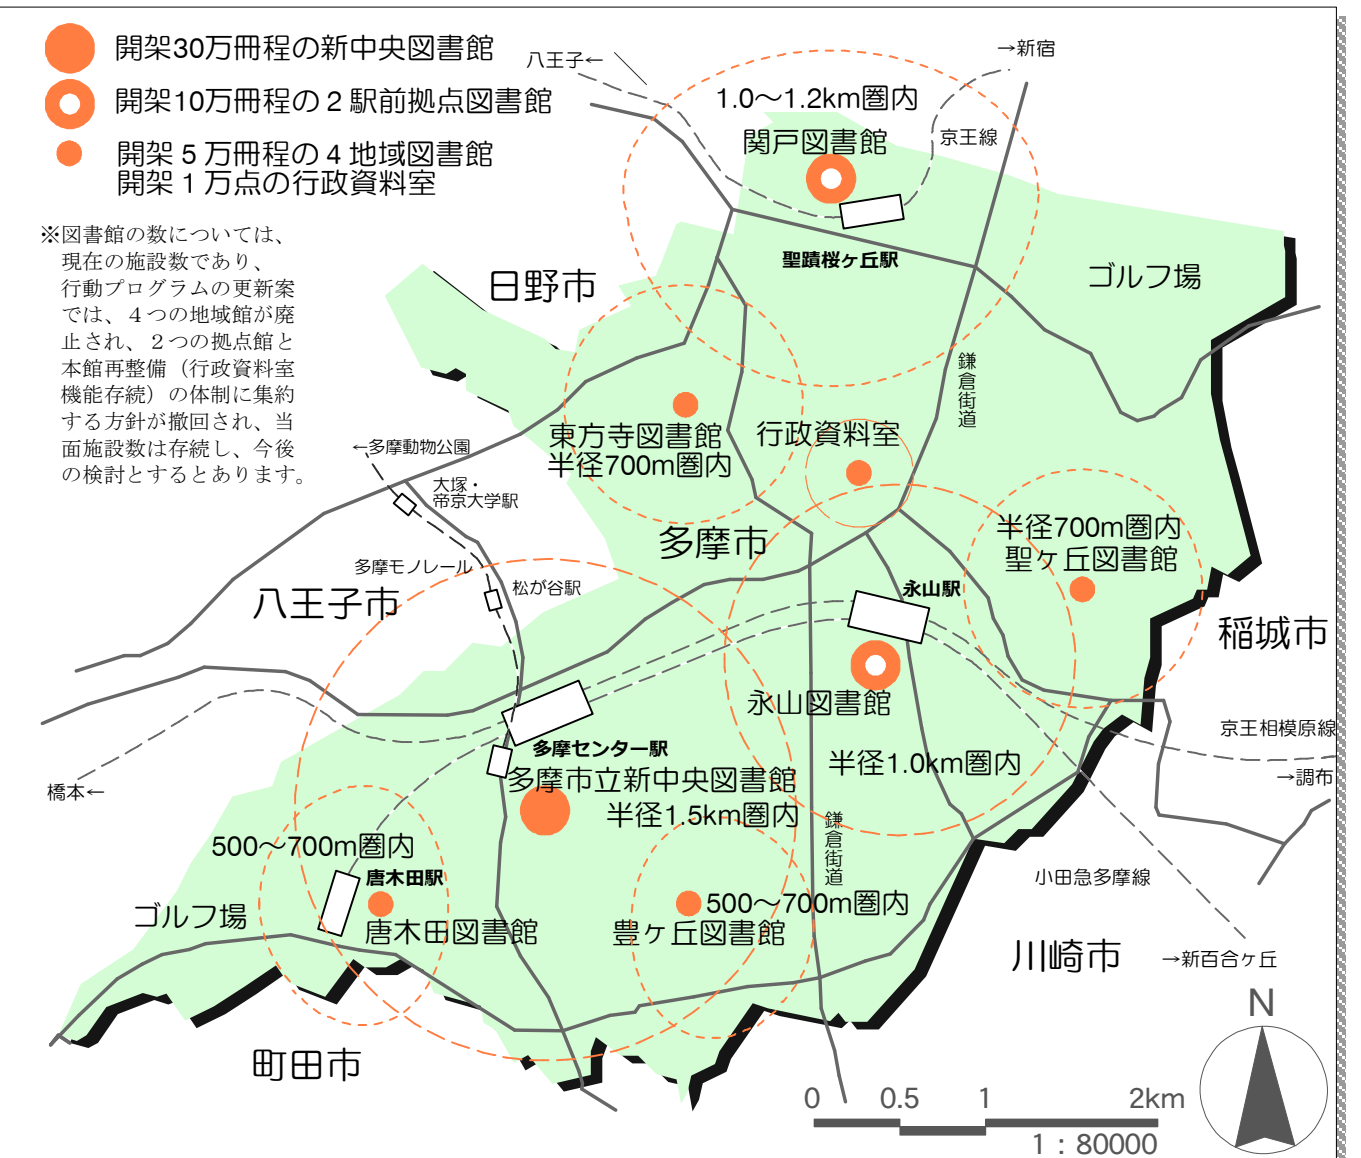 開架30万冊程の新中央図書館
開架10万冊程の２駅前拠点図書館
開架５万冊程の４地域図書館
開架１万点の行政資料室
※図書館の数については、
現在の施設数であり、
行動プログラムの更新案
では、４つの地域館が廃
止され、２つの拠点館と
本館再整備（行政資料室
機能存続）の体制に集約
する方針が撤回され、当
面施設数は存続し、今後
の検討とするとあります。
八王子←
→新宿
1.0～1.2km圏内
関戸図書館
京王線
聖蹟桜ヶ丘駅
ゴルフ場
日野市
鎌倉街道
東方寺図書館
半径700m圏内
行政資料室
←多摩動物公園
大塚・
帝京大学駅
多摩市
半径700m圏内
聖ヶ丘図書館
多摩モノレール
松が谷駅
永山駅
八王子市
稲城市
永山図書館
京王相模原線
多摩センター駅
半径1.0km圏内
→調布
橋本←
多摩市立新中央図書館
半径1.5km圏内
鎌倉街道
500～700m圏内
唐木田駅
小田急多摩線
500～700m圏内
ゴルフ場
唐木田図書館
豊ヶ丘図書館
川崎市
→新百合ヶ丘
町田市
N
0 0.5 1 2km
1：80000